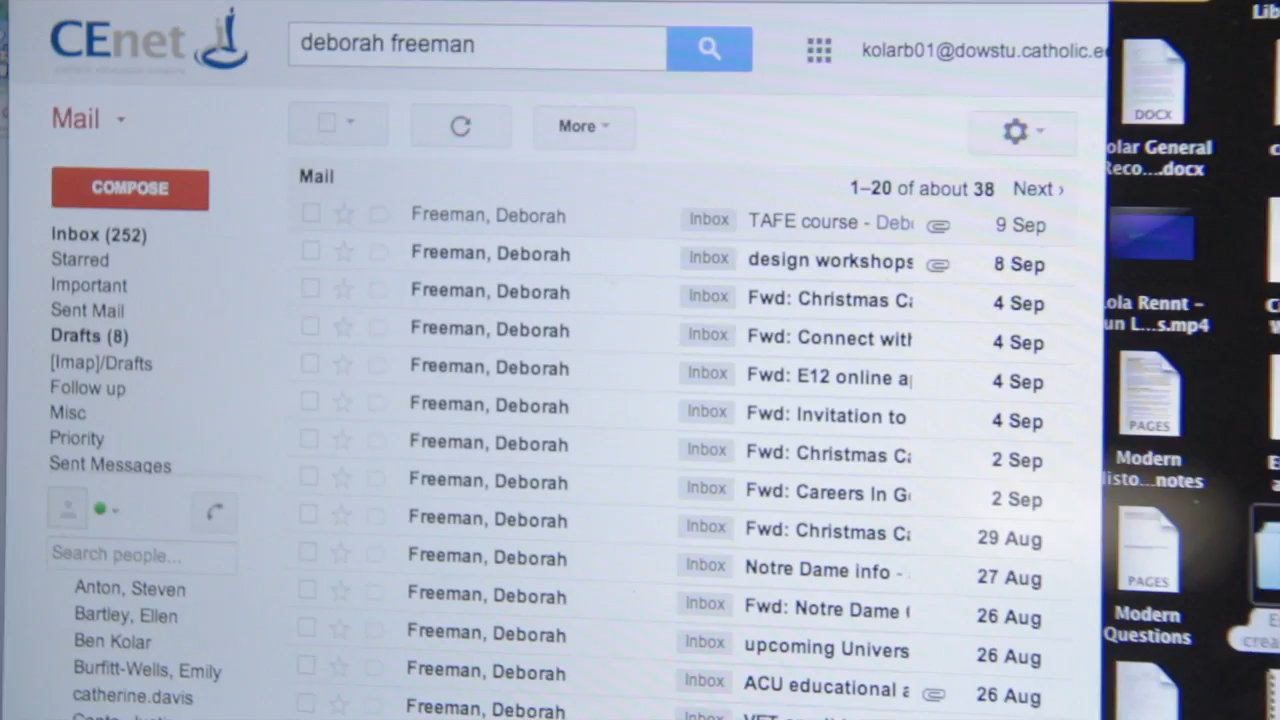 CEnet
deborah freeman
kolarb01@dowstu.catholic.e
Mail
More
COMPOSE
Inbox (252)
Starred
Important
Sent Mail
Drafts (8)
[Imap]/Drafts
Follow up
Misc
Priority
Sent Messages
Search people...
Anton, Steven
Bartley, Ellen
Ben Kolar
Burfitt-Wells, Emily
catherine.davis
Mail
1–20 of about 38 Next ›
Freeman, Deborah Inbox TAFE course - Deb 9 Sep
Freeman, Deborah Inbox design workshops 8 Sep
Freeman, Deborah Inbox Fwd: Christmas Ca 4 Sep
Freeman, Deborah Inbox Fwd: Connect with 4 Sep
Freeman, Deborah Inbox Fwd: E12 online a 4 Sep
Freeman, Deborah Inbox Fwd: Invitation to 4 Sep
Freeman, Deborah Inbox Fwd: Christmas Ca 2 Sep
Freeman, Deborah Inbox Fwd: Careers In G 2 Sep
Freeman, Deborah Inbox Fwd: Christmas Ca 29 Aug
Freeman, Deborah Inbox Notre Dame info - 27 Aug
Freeman, Deborah Inbox Fwd: Notre Dame 26 Aug
Freeman, Deborah Inbox upcoming Univers 26 Aug
Freeman, Deborah Inbox ACU educational a 26 Aug
Freeman, Deborah Inbox
Lib
DOCX
olar General
Reco....docx
ola Rennt –
un L...s.mp4
PAGES
Modern
listo...notes
PAGES
Modern
Questions